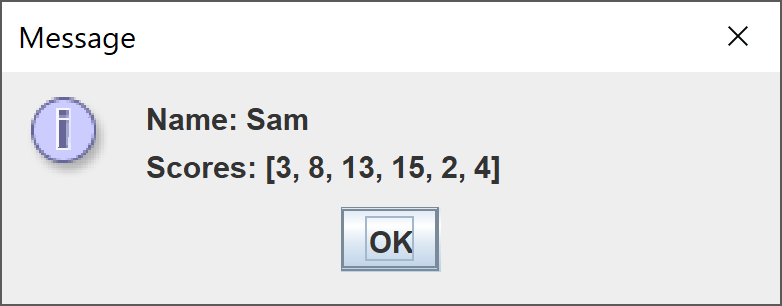 Message
Name: Sam
Scores: [3, 8, 13, 15, 2, 4]
OK